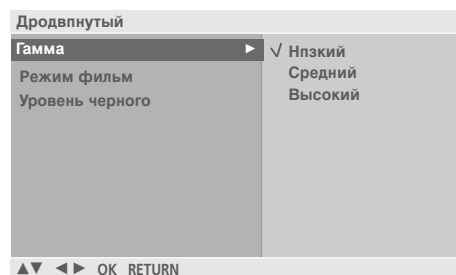 Дродвпнутый
Гамма ►
√ Нпзкий
Режим фильм
Средний
Уровень черного
Высокий
▲▼ ◄► OK RETURN